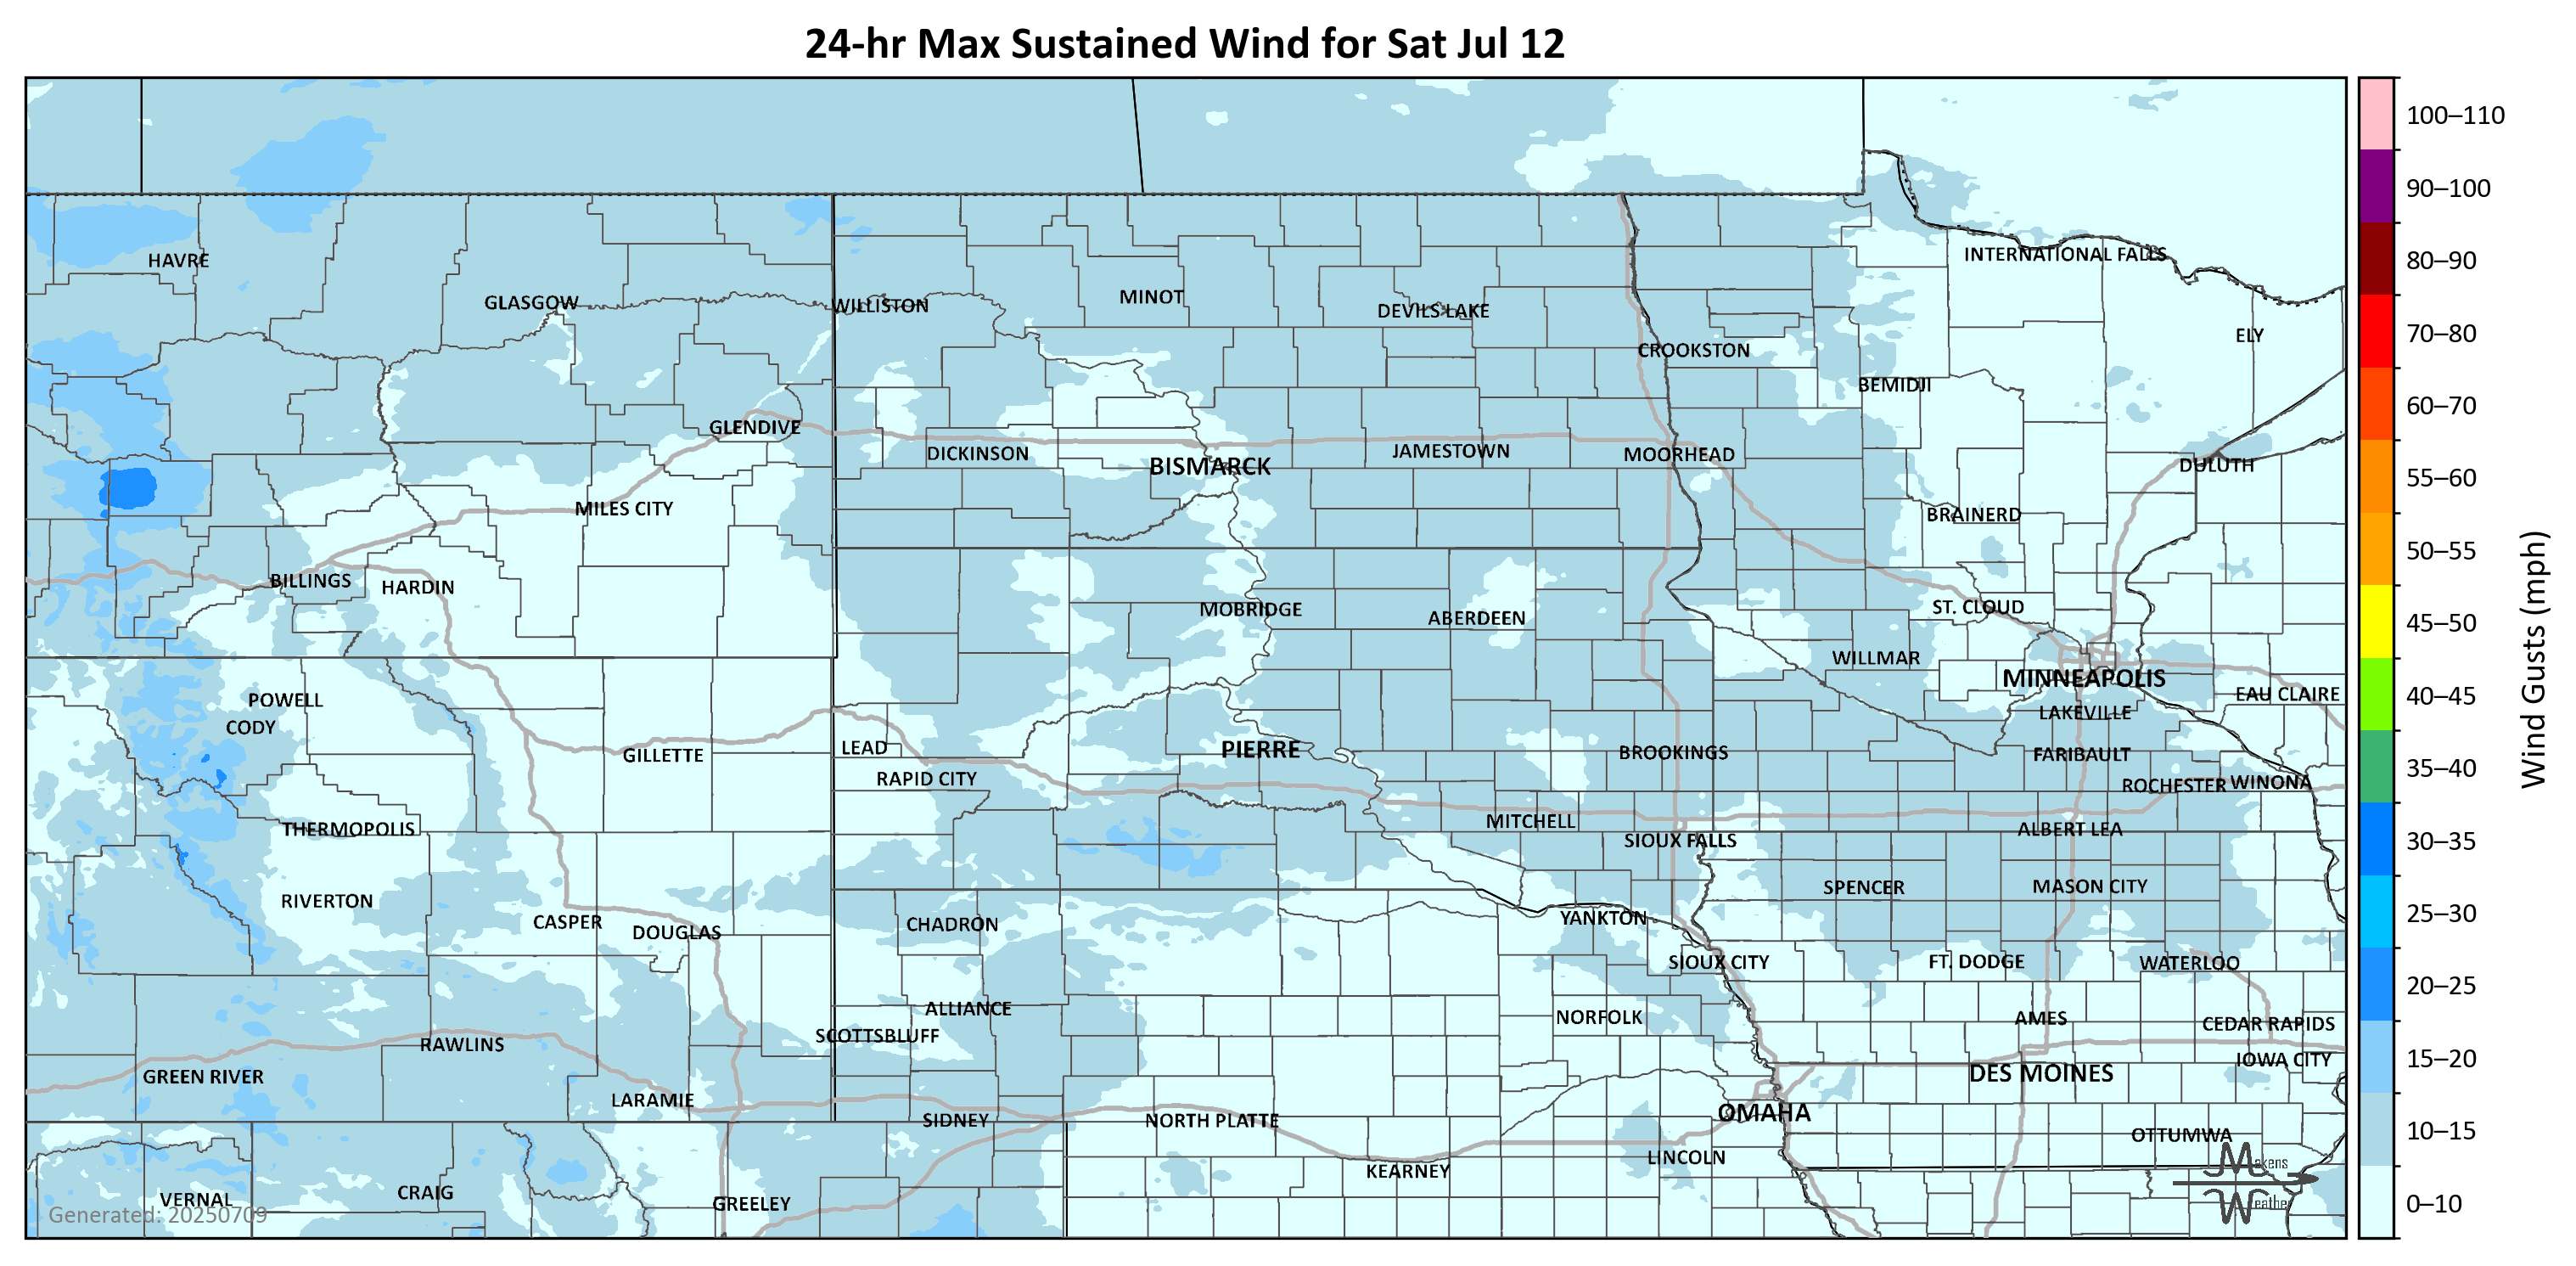 24-hr Max Sustained Wind for Sat Jul 12
100–110
90–100
80–90
70–80
60–70
55–60
50–55
45–50
40–45
35–40
30–35
25–30
20–25
15–20
10–15
0–10
Wind Gusts (mph)
HAVRE
GLASGOW
WILLISTON
MINOT
DEVILS LAKE
INTERNATIONAL FALLS
ELY
CROOKSTON
BEMIDJI
GLENDIVE
DICKINSON
BISMARCK
JAMESTOWN
MOORHEAD
DULUTH
MILES CITY
BRAINERD
BILLINGS
HARDIN
MOBRIDGE
ABERDEEN
ST. CLOUD
WILLMAR
MINNEAPOLIS
EAU CLAIRE
POWELL
CODY
LAKEVILLE
GILLETTE
LEAD
PIERRE
BROOKINGS
FARIBAULT
RAPID CITY
ROCHESTER
WINONA
THERMOPOLIS
MITCHELL
SIOUX FALLS
ALBERT LEA
RIVERTON
SPENCER
MASON CITY
CASPER
DOUGLAS
CHADRON
YANKTON
SIOUX CITY
FT. DODGE
WATERLOO
ALLIANCE
NORFOLK
AMES
CEDAR RAPIDS
SCOTTSBLUFF
RAWLINS
IOWA CITY
GREEN RIVER
DES MOINES
LARAMIE
SIDNEY
NORTH PLATTE
OMAHA
OTTUMWA
KEARNEY
LINCOLN
VERNAL
CRAIG
GREELEY
Makens
Weather
Generated: 20250709